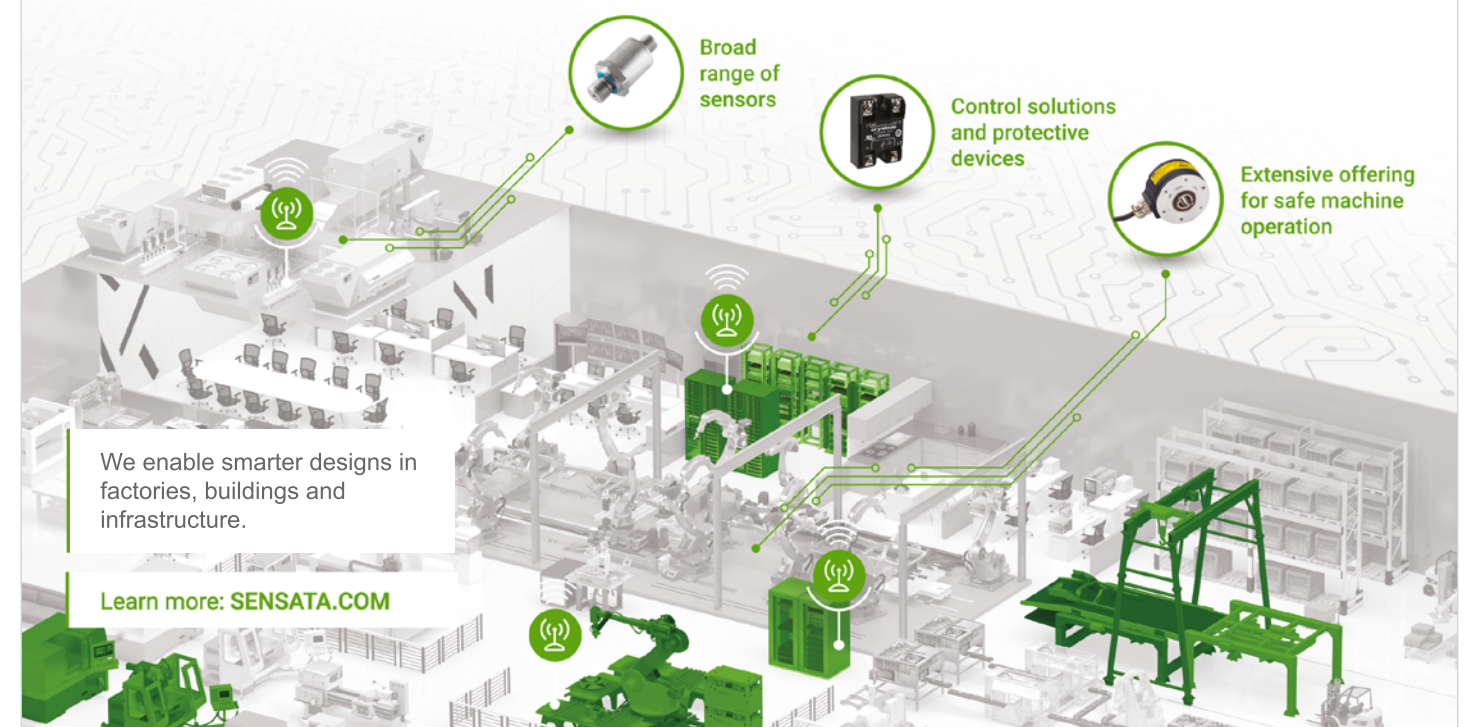 Broad
range of
sensors
Control solutions
and protective
devices
Extensive offering
for safe machine
operation
We enable smarter designs in
factories, buildings and
infrastructure.
Learn more: SENSATA.COM